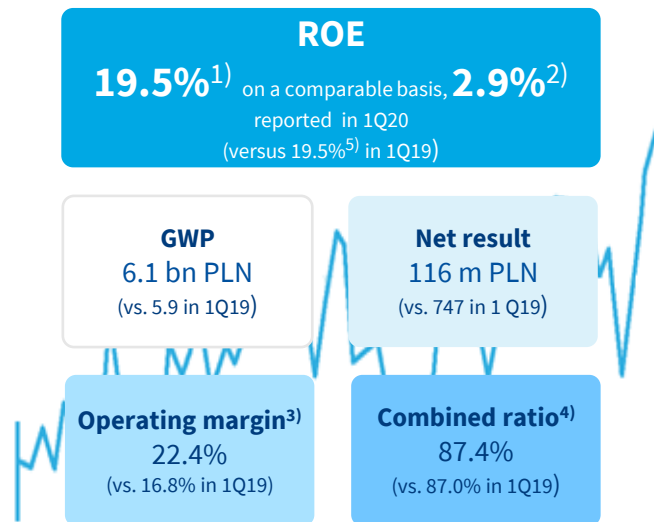 ROE
19.5%1) on a comparable basis, 2.9%2)
reported in 1Q20
(versus 19.5%5) in 1Q19)
GWP
6.1 bn PLN
(vs. 5.9 in 1Q19)
Net result
116 m PLN
(vs. 747 in 1 Q19)
Operating margin3)
22.4%
(vs. 16.8% in 1Q19)
Combined ratio4)
87.4%
(vs. 87.0% in 1Q19)